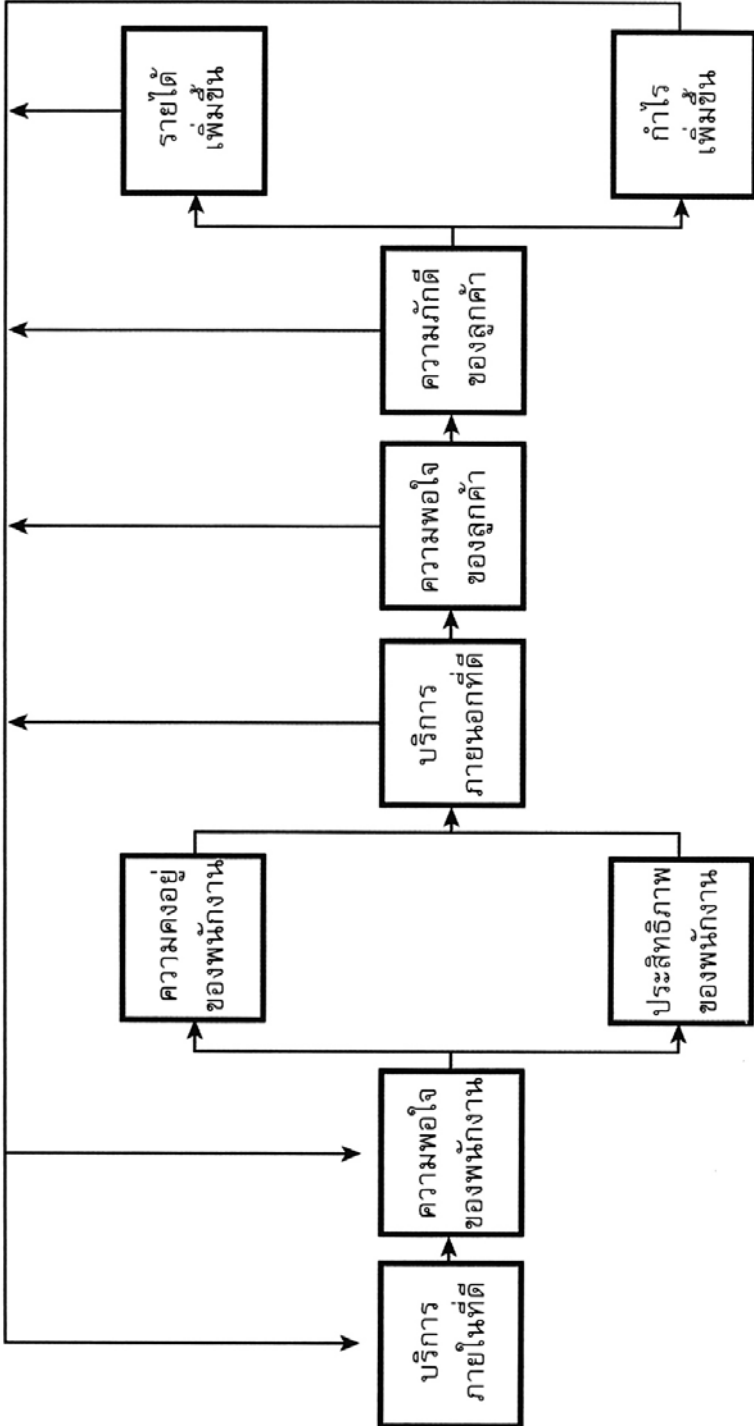 บริการ
ภายในที่ดี
ความพอใจ
ของพนักงาน
ความคงอยู่
ของพนักงาน
ประสิทธิภาพ
ของพนักงาน
บริการ
ภายนอกที่ดี
ความพอใจ
ของลูกค้า
ความภักดี
ของลูกค้า
รายได้
เพิ่มขึ้น
กำไร
เพิ่มขึ้น